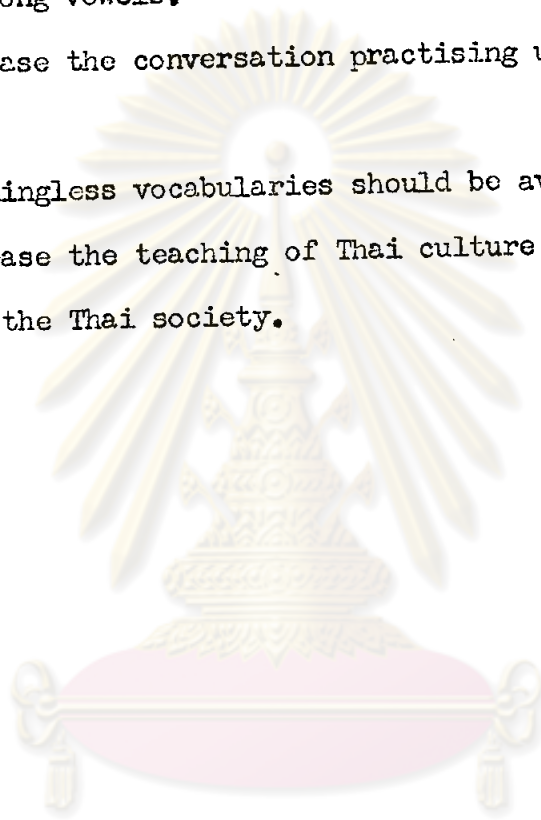 ong vowels.
ase the conversation practising u
ingless vocabularies should be av
ase the teaching of Thai culture
the Thai society.